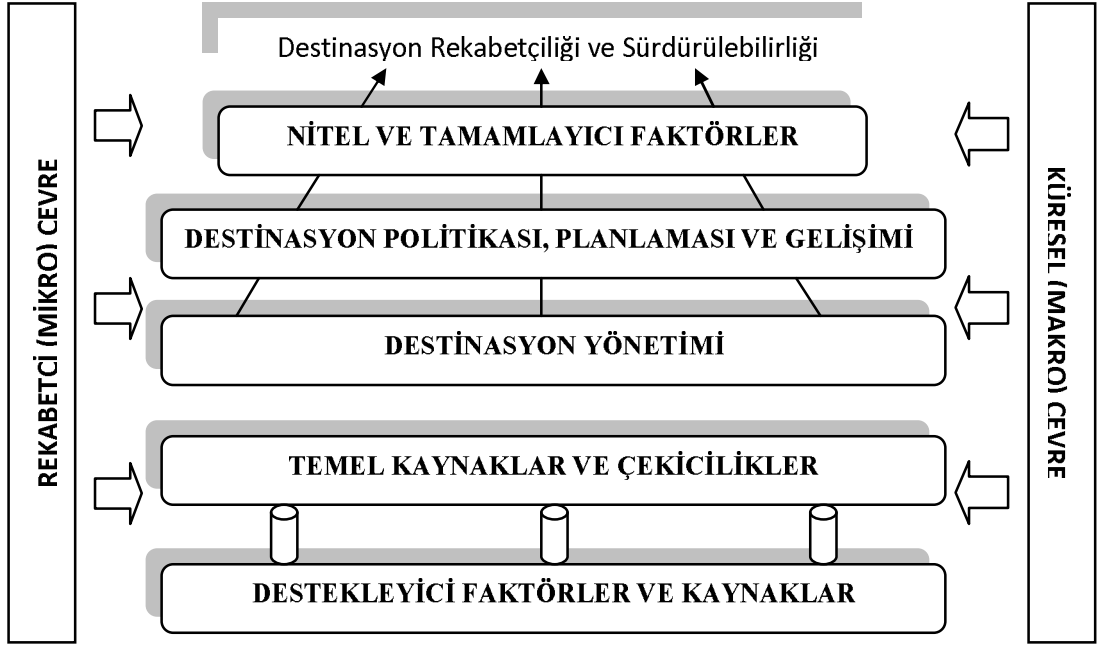 Destinasyon Rekabetçiliği ve Sürdürülebilirliği
NİTEL VE TAMAMLAYICI FAKTÖRLER
DESTİNASYON POLİTİKASI, PLANLAMASI VE GELİŞİMİ
DESTİNASYON YÖNETİMİ
TEMEL KAYNAKLAR VE ÇEKİCİLİKLER
DESTEKLEYİCİ FAKTÖRLER VE KAYNAKLAR
REKABETCİ (MİKRO) CEVRE
KÜRESEL (MAKRO) CEVRE